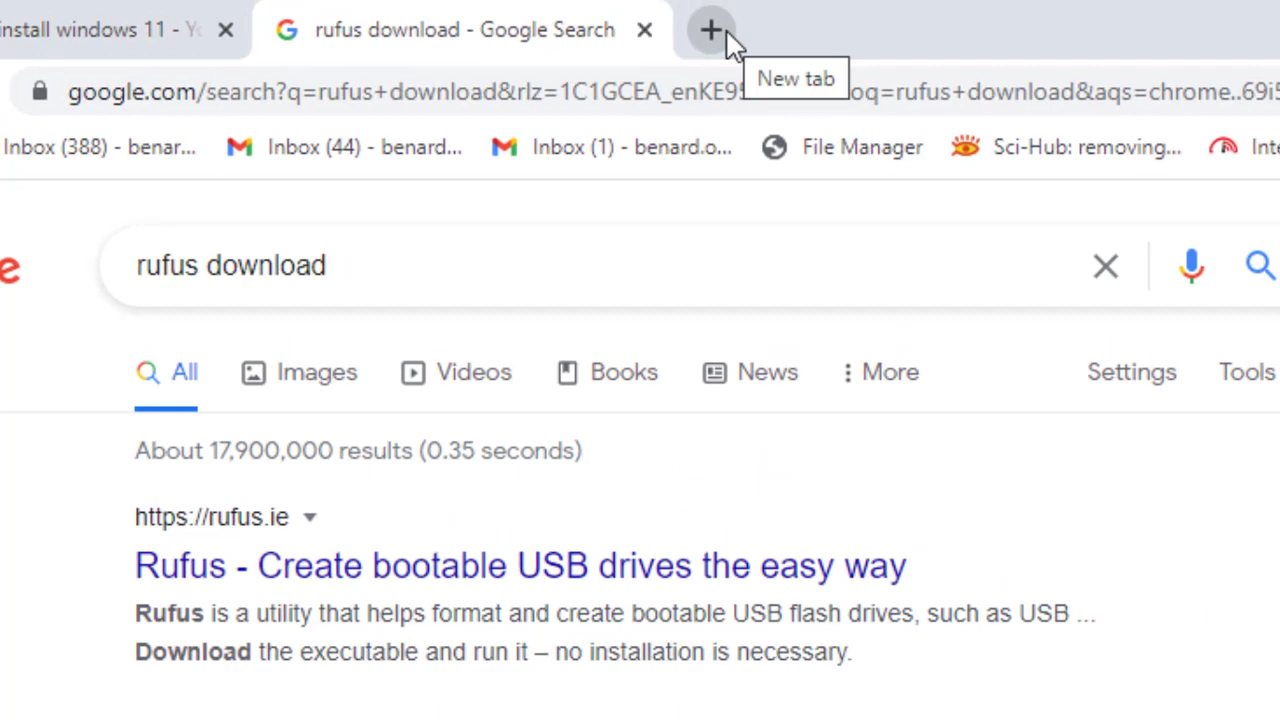 install windows 11 - Yo
rufus download - Google Search
New tab
google.com/search?q=rufus+download&rlz=1C1GCEA_enKE95 oq=rufus+download&aqs=chrome..69i5
Inbox (388) - benar...
Inbox (44) - benard...
Inbox (1) - benard.o...
File Manager
Sci-Hub: removing...
Inte
e
rufus download
All
Images
Videos
Books
News
More
Settings
Tools
About 17,900,000 results (0.35 seconds)
https://rufus.ie
Rufus - Create bootable USB drives the easy way
Rufus is a utility that helps format and create bootable USB flash drives, such as USB ...
Download the executable and run it – no installation is necessary.